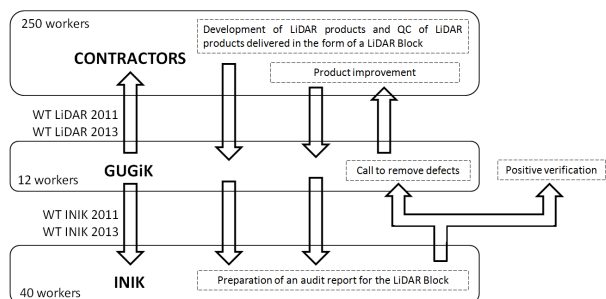 250 workers
Development of LiDAR products and QC of LiDAR
products delivered in the form of a LiDAR Block
CONTRACTORS
Product improvement
WT LiDAR 2011
WT LiDAR 2013
GUGiK
12 workers
Call to remove defects
Positive verification
WT INIK 2011
WT INIK 2013
INIK
Preparation of an audit report for the LiDAR Block
40 workers